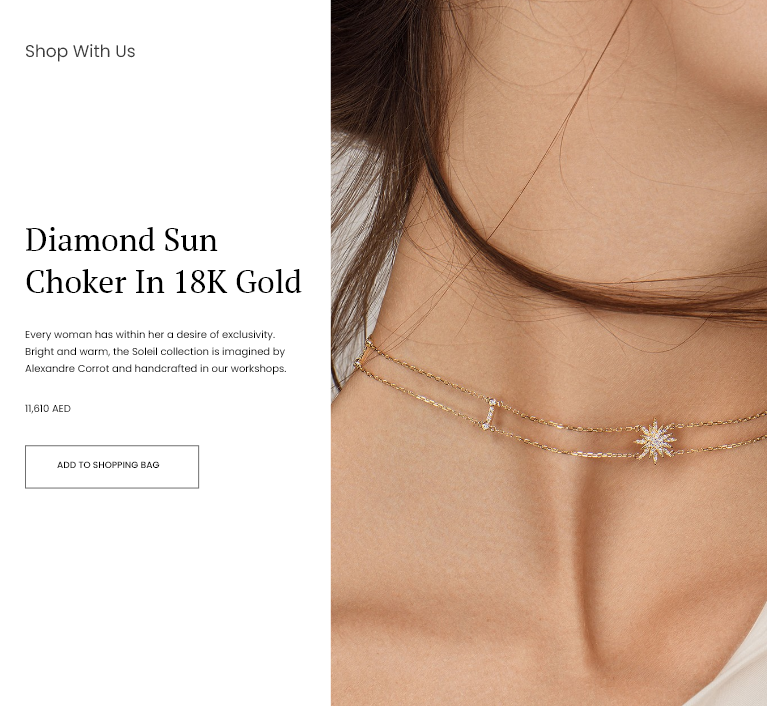 Shop With Us
Diamond Sun
Choker In 18K Gold
Every woman has within her a desire of exclusivity.
Bright and warm, the Soleil collection is imagined by
Alexandre Corrot and handcrafted in our workshops.
11,610 AED
ADD TO SHOPPING BAG